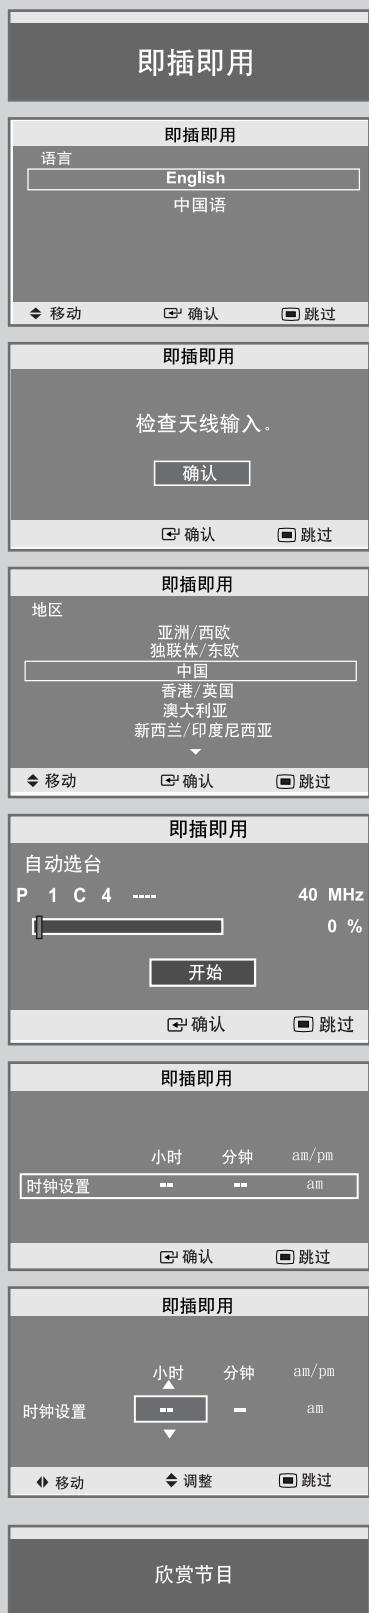 即插即用
即插即用
语言
English
中国语
移动 确认 跳过
即插即用
检查天线输入。
确认
确认 跳过
即插即用
地区
亚洲/西欧
独联体/东欧
中国
香港/英国
澳大利亚
新西兰/印度尼西亚
移动 确认 跳过
即插即用
自动选台
P 1 C 4 ---- 40 MHz
0 %
开始
确认 跳过
即插即用
小时 分钟 am/pm
时钟设置 -- -- am
确认 跳过
即插即用
小时 分钟 am/pm
时钟设置 -- -- am
移动 调整 跳过
欣赏节目